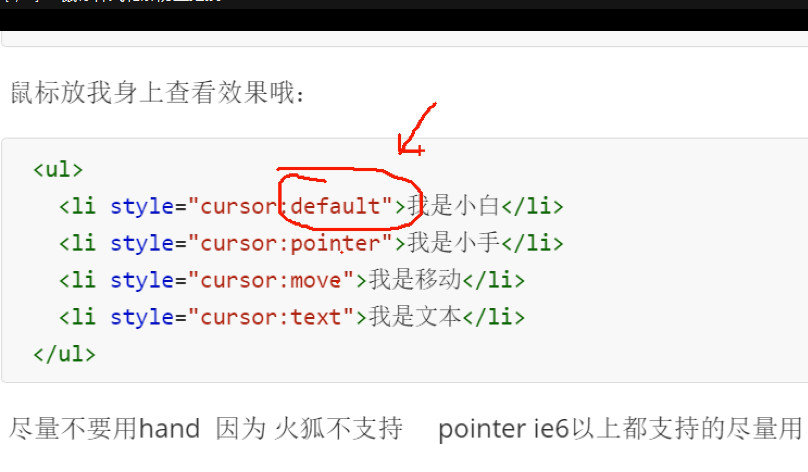 鼠标放我身上查看效果哦：
<ul>
<li style="cursor:default">我是小白</li>
<li style="cursor:pointer">我是小手</li>
<li style="cursor:move">我是移动</li>
<li style="cursor:text">我是文本</li>
</ul>
尽量不要用hand 因为 火狐不支持 pointer ie6以上都支持的尽量用